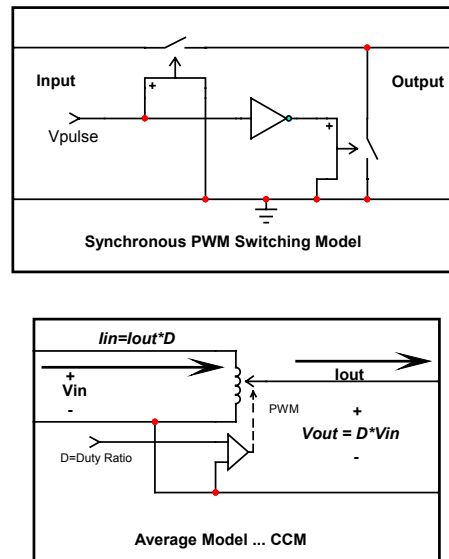 Input
Output
+
Vpulse
+
Synchronous PWM Switching Model
Iin=Iout*D
+
Vin
-
Iout
PWM
+
Vout = D*Vin
-
D=Duty Ratio
Average Model ... CCM